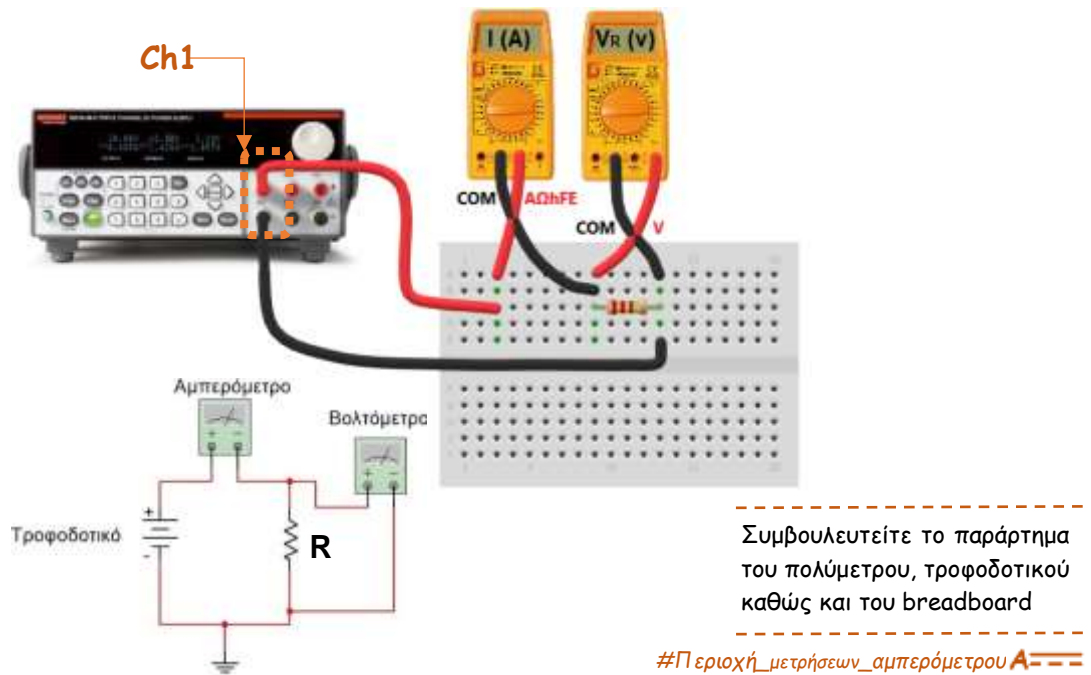 Ch1
I (A)
VR (v)
COM
AΩhFE
COM
V
Αμπερόμετρο
Βολτόμετρο
+ -
+ -
Τροφοδοτικό
+
-
R
Συμβουλευτείτε το παράρτημα
του πολύμετρου, τροφοδοτικού
καθώς και του breadboard
#Περιοχή_μετρήσεων_αμπερόμετρου A